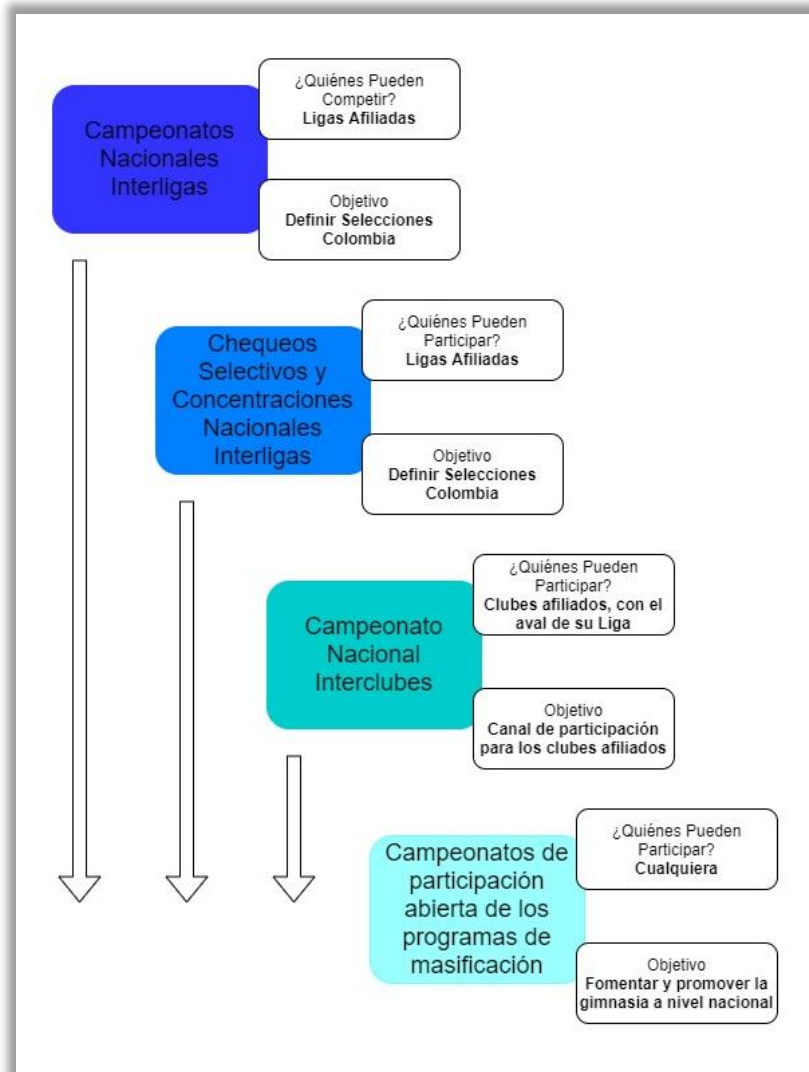 ¿Quiénes Pueden
Competir?
Ligas Afiliadas
Campeonatos
Nacionales
Interligas
Objetivo
Definir Selecciones
Colombia
¿Quiénes Pueden
Participar?
Ligas Afiliadas
Chequeos
Selectivos y
Concentraciones
Nacionales
Interligas
Objetivo
Definir Selecciones
Colombia
¿Quiénes Pueden
Participar?
Clubes afiliados, con el
aval de su Liga
Campeonato
Nacional
Interclubes
Objetivo
Canal de participación
para los clubes afiliados
¿Quiénes Pueden
Participar?
Cualquiera
Campeonatos de
participación
abierta de los
programas de
masificación
Objetivo
Fomentar y promover la
gimnasia a nivel nacional